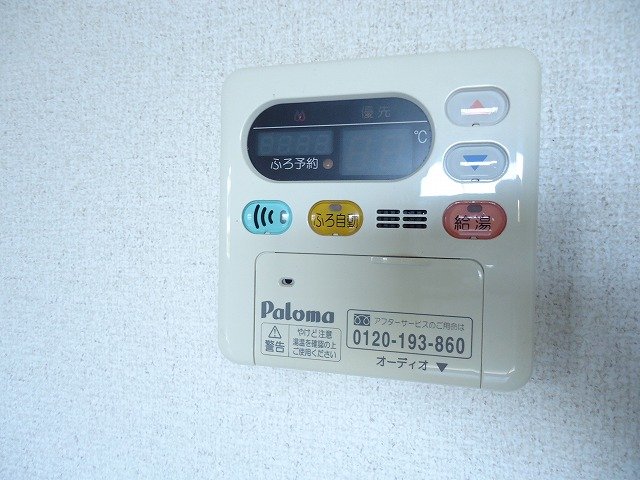 優先
℃
ふろ予約
ふろ自動
給湯
Paloma
警告
やけど注意
湯温を確認の上
ご使用ください
アフターサービスのご用命は
0120-193-860
オーディオ ▼